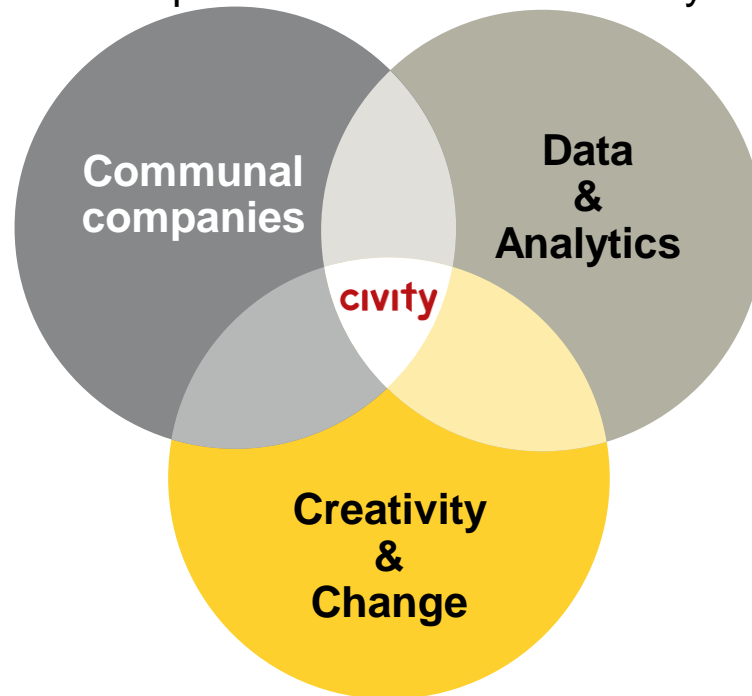 Communal
companies
Data
&
Analytics
civity
Creativity
&
Change